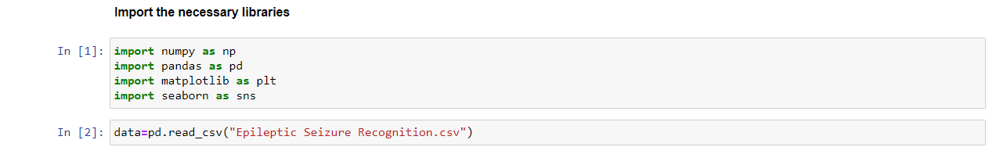 Import the necessary libraries
In [1]: import numpy as np
import pandas as pd
import matplotlib as plt
import seaborn as sns
In [2]: data=pd.read_csv("Epileptic Seizure Recognition.csv")